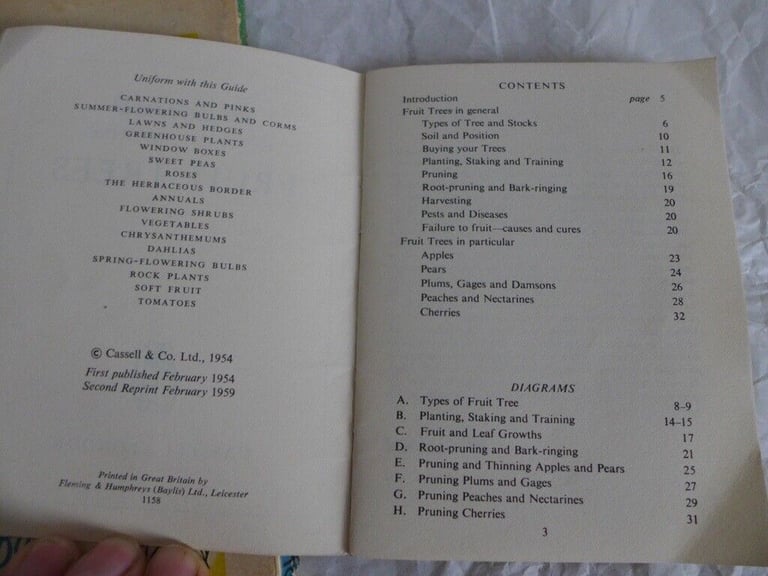 Uniform with this Guide
CARNATIONS AND PINKS
SUMMER-FLOWERING BULBS AND CORMS
LAWNS AND HEDGES
GREENHOUSE PLANTS
WINDOW BOXES
SWEET PEAS
ROSES
THE HERBACEOUS BORDER
ANNUALS
FLOWERING SHRUBS
VEGETABLES
CHRYSANTHEMUMS
DAHLIAS
SPRING-FLOWERING BULBS
ROCK PLANTS
SOFT FRUIT
TOMATOES
© Cassell & Co. Ltd., 1954
First published February 1954
Second Reprint February 1959
Printed in Great Britain by
Fleming & Humphreys (Baylis) Ltd., Leicester
1158
CONTENTS
Introduction page 5
Fruit Trees in general
Types of Tree and Stocks 6
Soil and Position 10
Buying your Trees 11
Planting, Staking and Training 12
Pruning 16
Root-pruning and Bark-ringing 19
Harvesting 20
Pests and Diseases 20
Failure to fruit—causes and cures 20
Fruit Trees in particular
Apples 23
Pears 24
Plums, Gages and Damsons 26
Peaches and Nectarines 28
Cherries 32
DIAGRAMS
A. Types of Fruit Tree 8–9
B. Planting, Staking and Training 14–15
C. Fruit and Leaf Growths 17
D. Root-pruning and Bark-ringing 21
E. Pruning and Thinning Apples and Pears 25
F. Pruning Plums and Gages 27
G. Pruning Peaches and Nectarines 29
H. Pruning Cherries 31
3